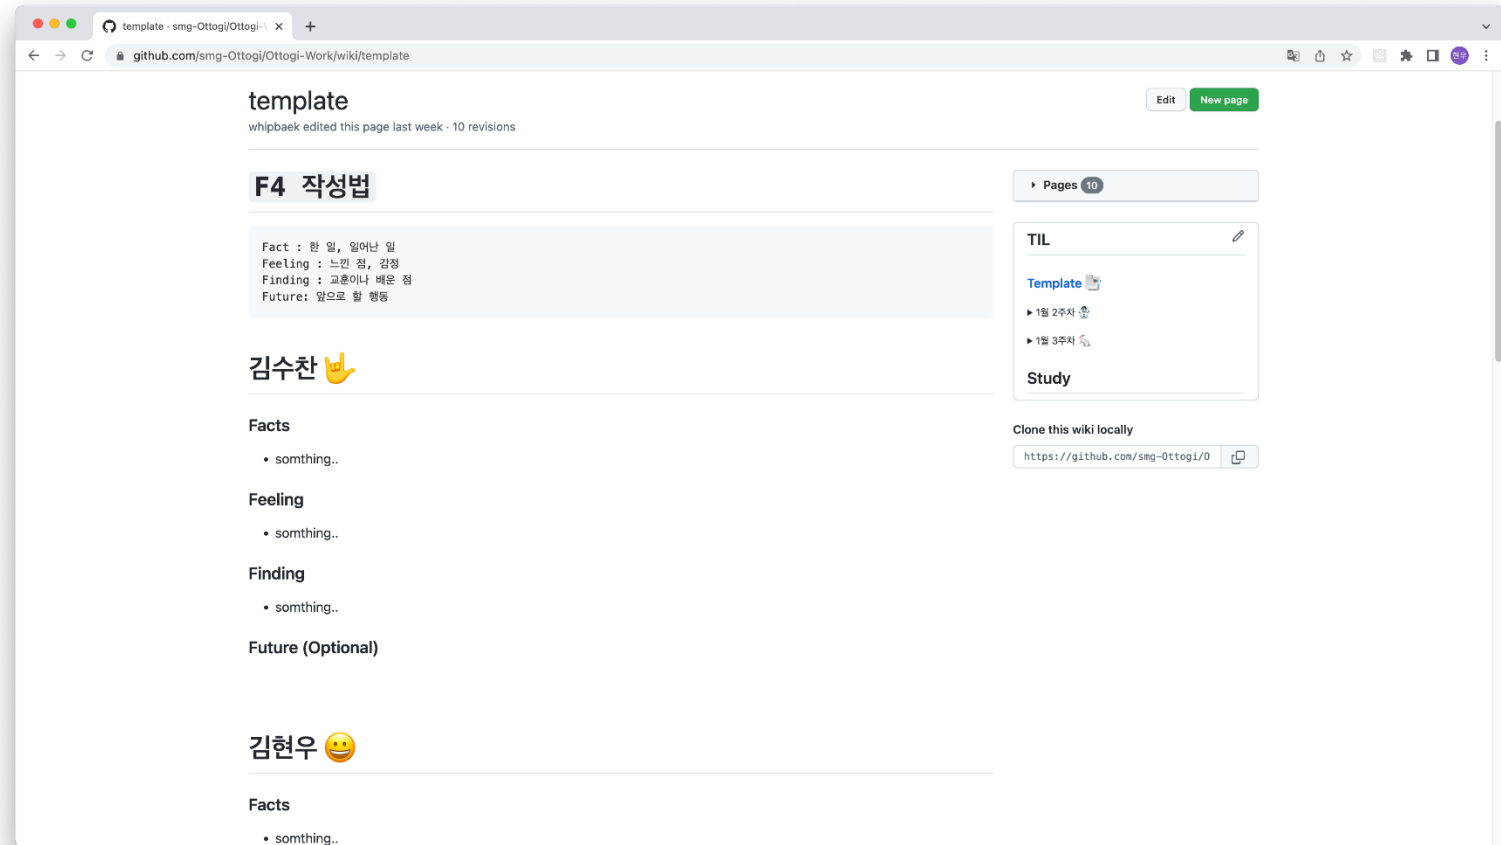 template · smg-Ottogi/Ottogi-W
github.com/smg-Ottogi/Ottogi-Work/wiki/template
현우
template
Edit
New page
whipbaek edited this page last week · 10 revisions
F4 작성법
Fact : 한 일, 일어난 일
Feeling : 느낀 점, 감정
Finding : 교훈이나 배운 점
Future: 앞으로 할 행동
김수찬 🤟
Facts
• somthing..
Feeling
• somthing..
Finding
• somthing..
Future (Optional)
김현우 😀
Facts
• somthing..
Pages 10
TIL
Template
1월 2주차
1월 3주차
Study
Clone this wiki locally
https://github.com/smg-Ottogi/O